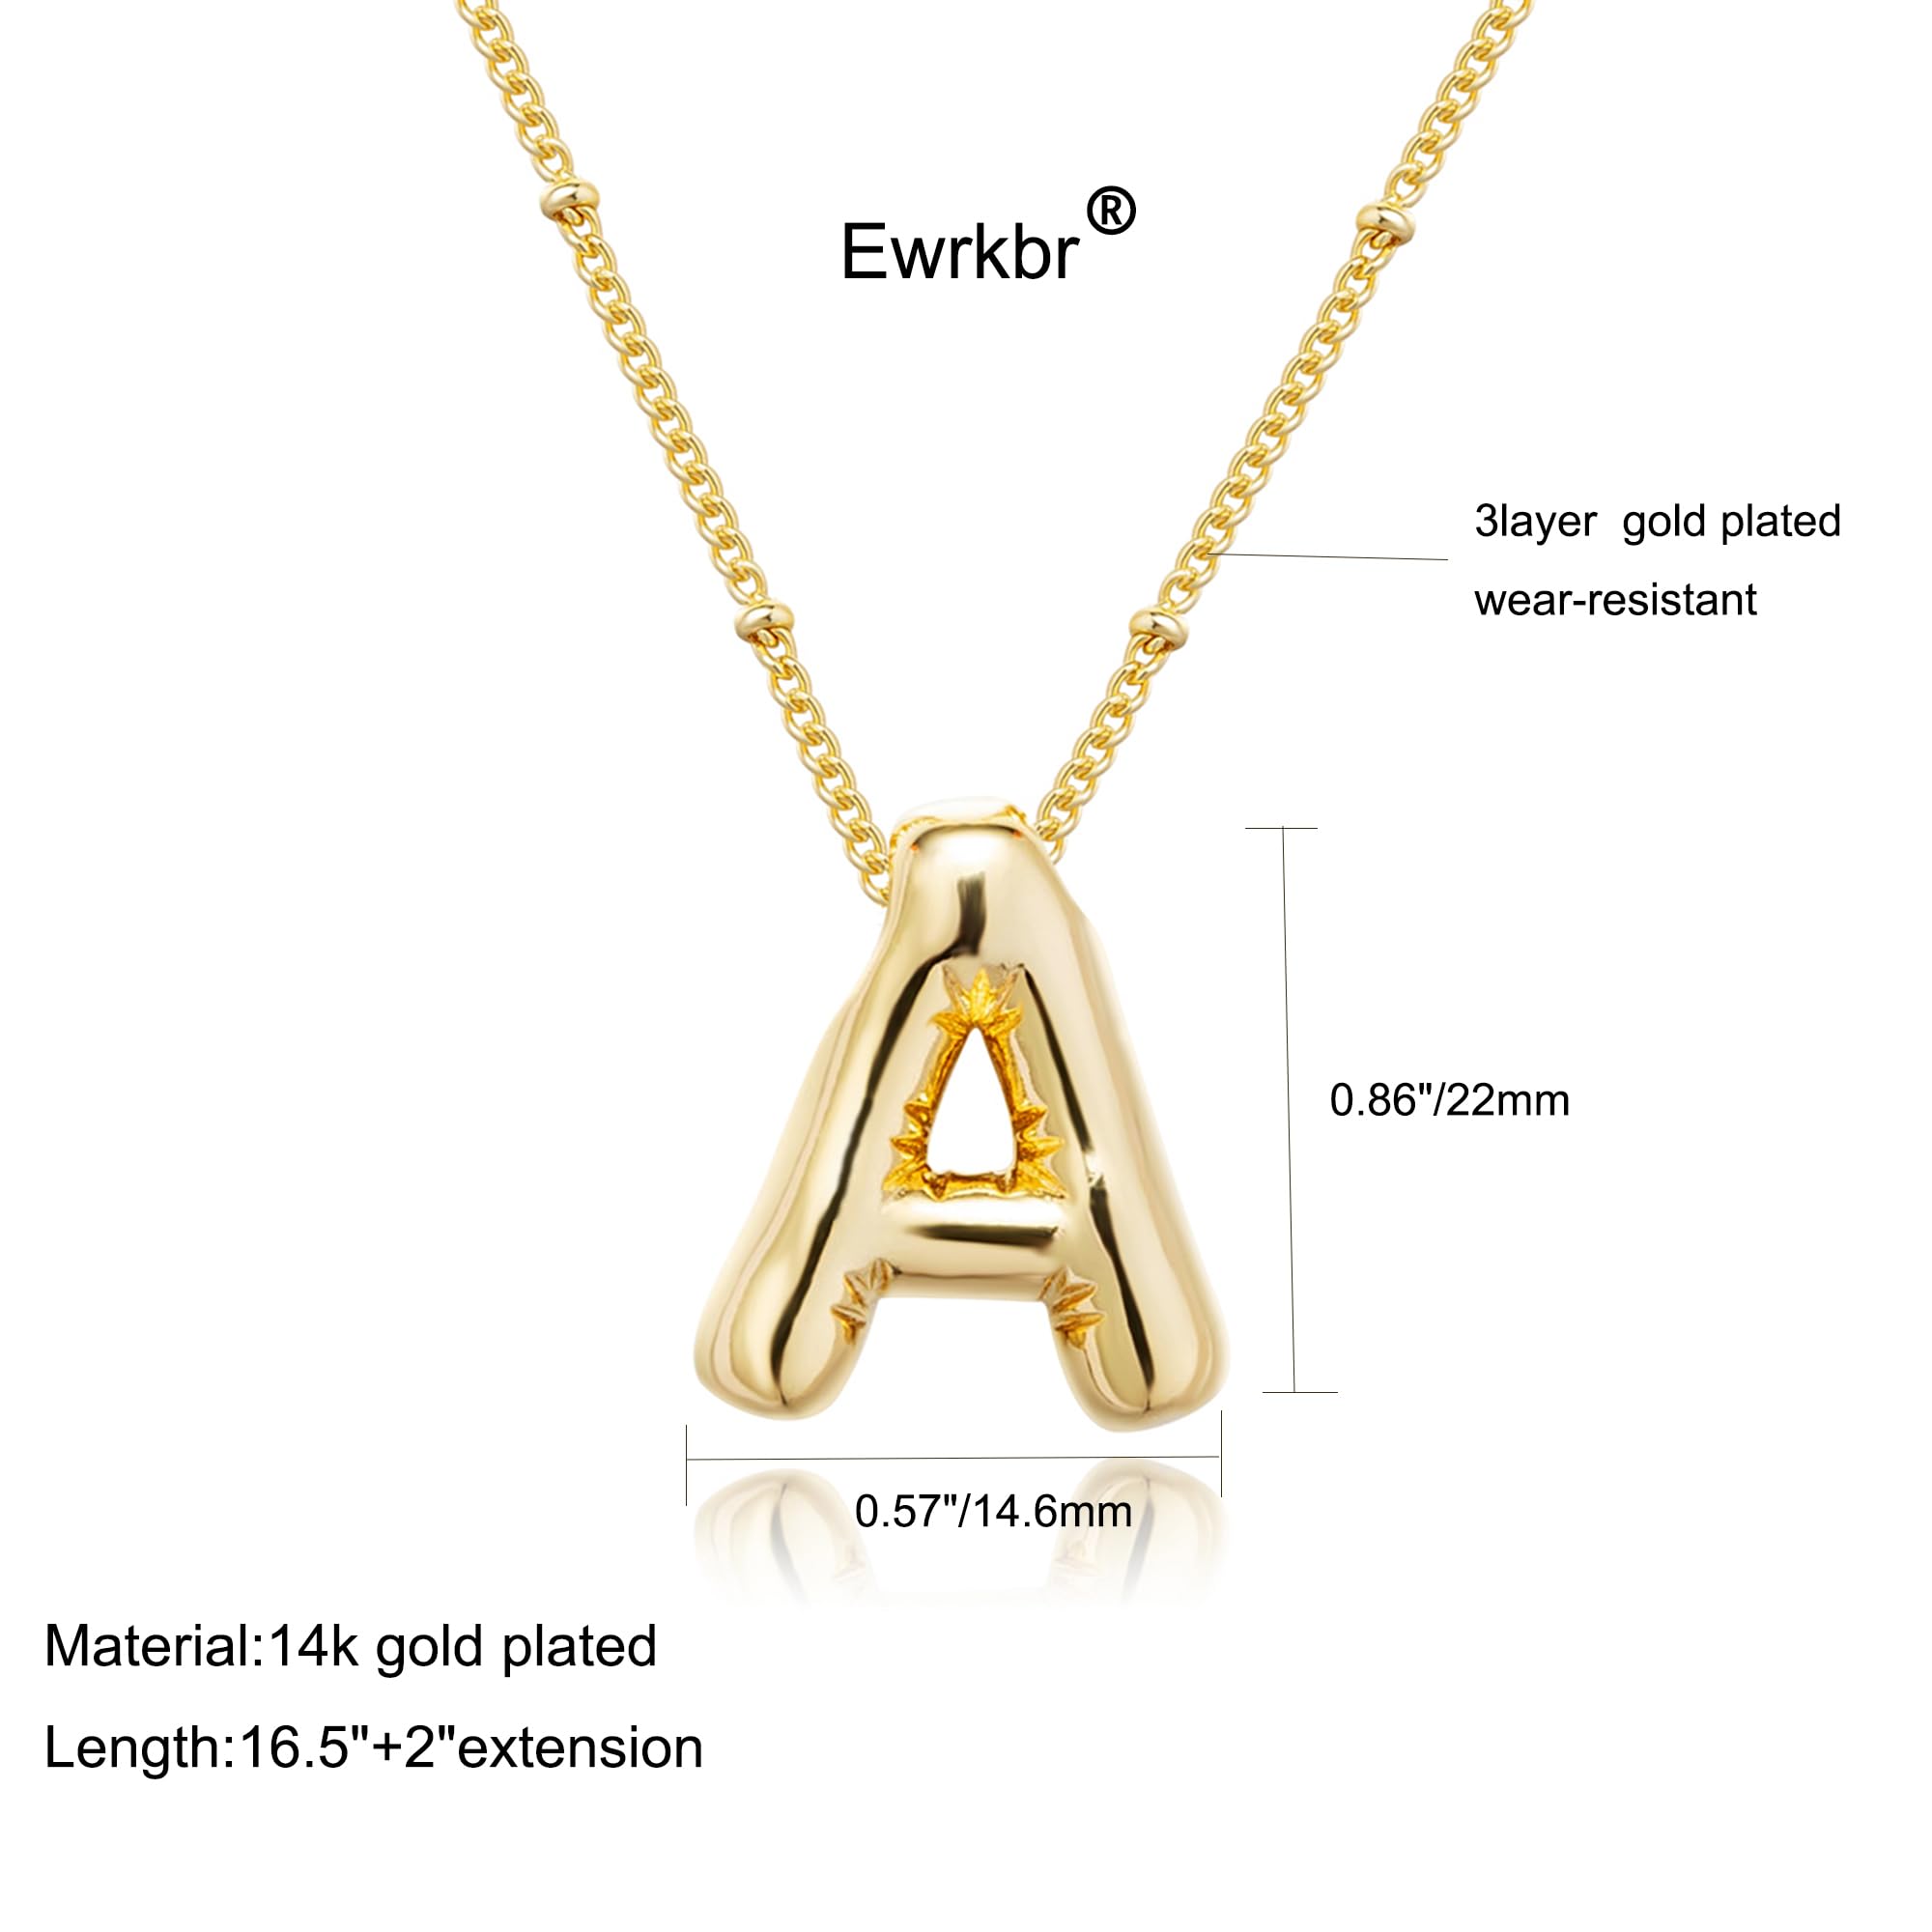 Ewrkbr®
3layer gold plated
wear-resistant
0.86"/22mm
0.57"/14.6mm
Material:14k gold plated
Length:16.5"+2"extension